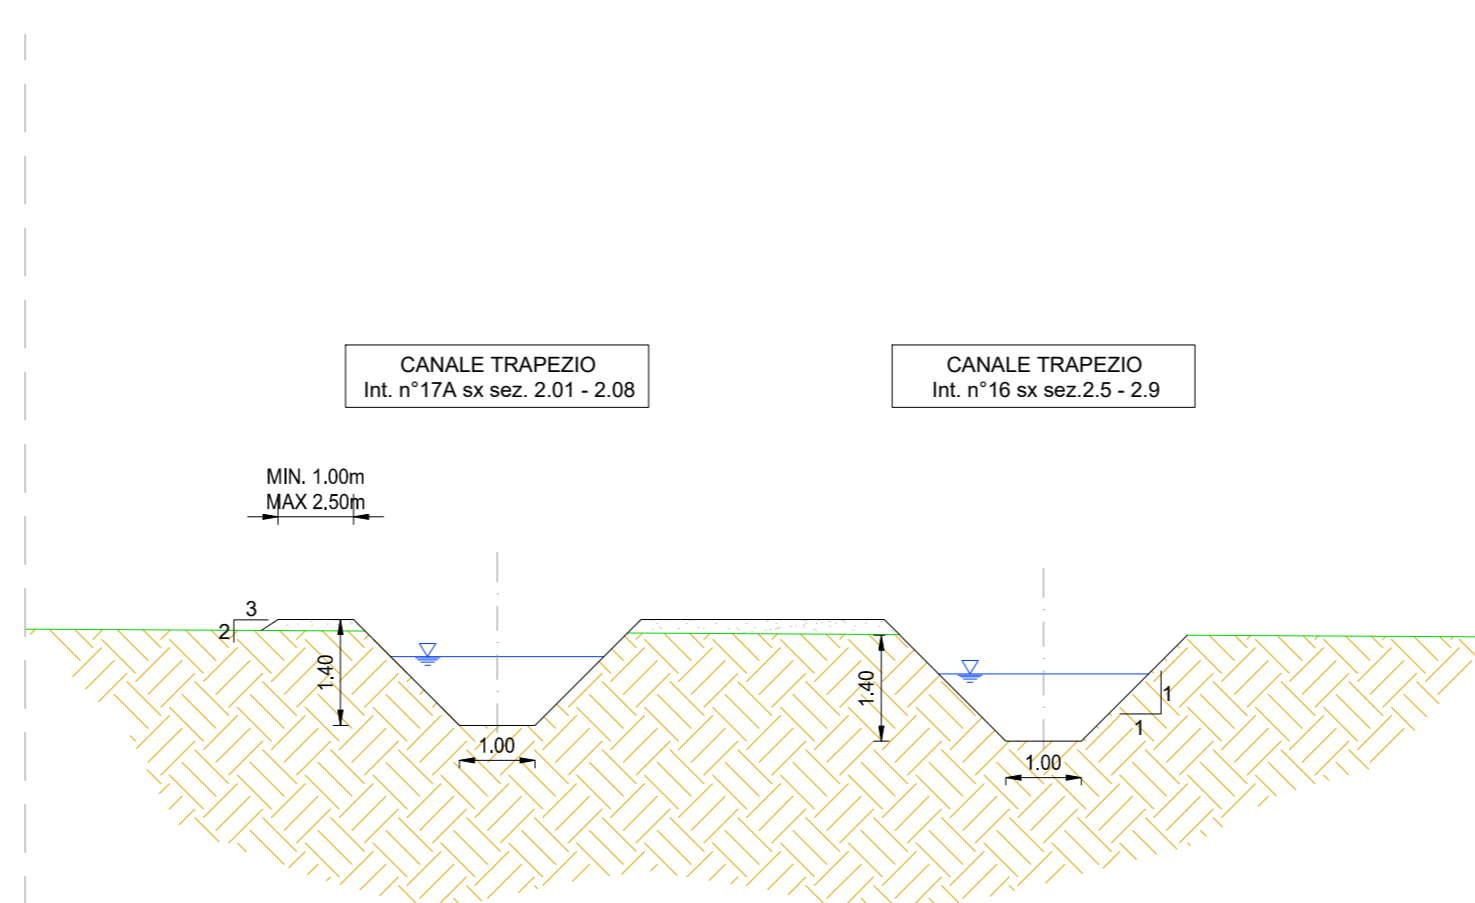 CANALE TRAPEZIO
Int. n°17A sx sez. 2.01 - 2.08
CANALE TRAPEZIO
Int. n°16 sx sez.2.5 - 2.9
MIN. 1.00m
MAX 2.50m
3
2
1.40
1.00
1.40
1.00
1
1